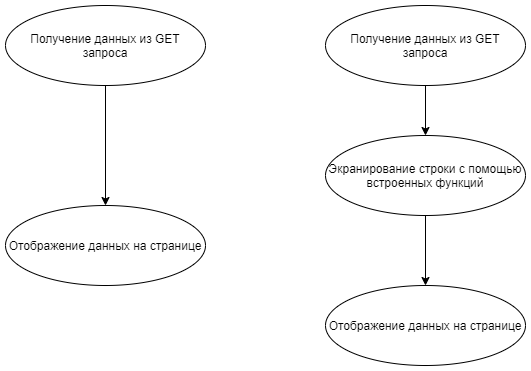 Получение данных из GET
запроса
Отображение данных на странице
Получение данных из GET
запроса
Экранирование строки с помощью
встроенных функций
Отображение данных на странице